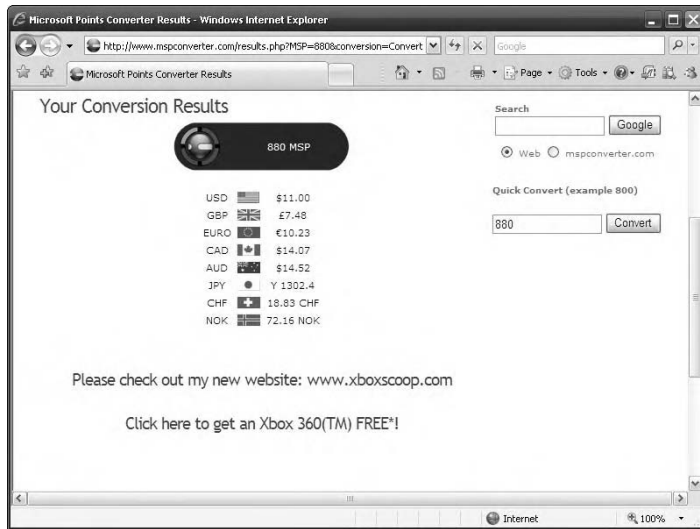 Microsoft Points Converter Results - Windows Internet Explorer
http://www.mspconverter.com/results.php?MSP=880&conversion=Convert
Google
Microsoft Points Converter Results
Page
Tools
Your Conversion Results
880 MSP
USD $11.00
GBP £7.48
EURO €10.23
CAD $14.07
AUD $14.52
JPY Y 1302.4
CHF 18.83 CHF
NOK 72.16 NOK
Please check out my new website: www.xboxscoop.com
Click here to get an Xbox 360(TM) FREE*!
Search
Google
Web mspconverter.com
Quick Convert (example 800)
880 Convert
Internet 100%